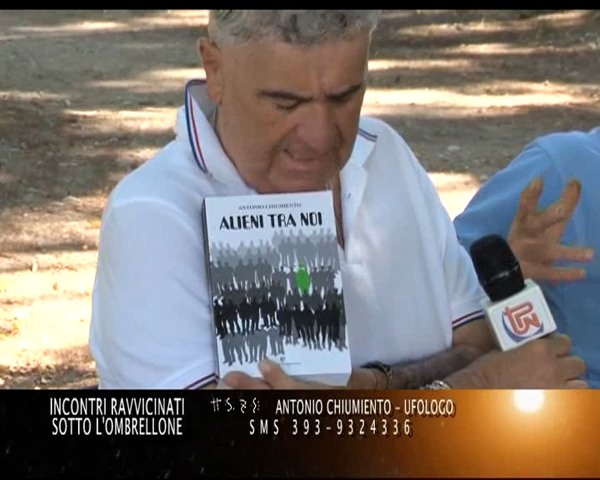 ANTONIO CHIUMIENTO
ALIENI TRA NOI
INCONTRI RAVVICINATI
SOTTO L'OMBRELLONE
ANTONIO CHIUMIENTO – UFOLOGO
SMS 393-9324336